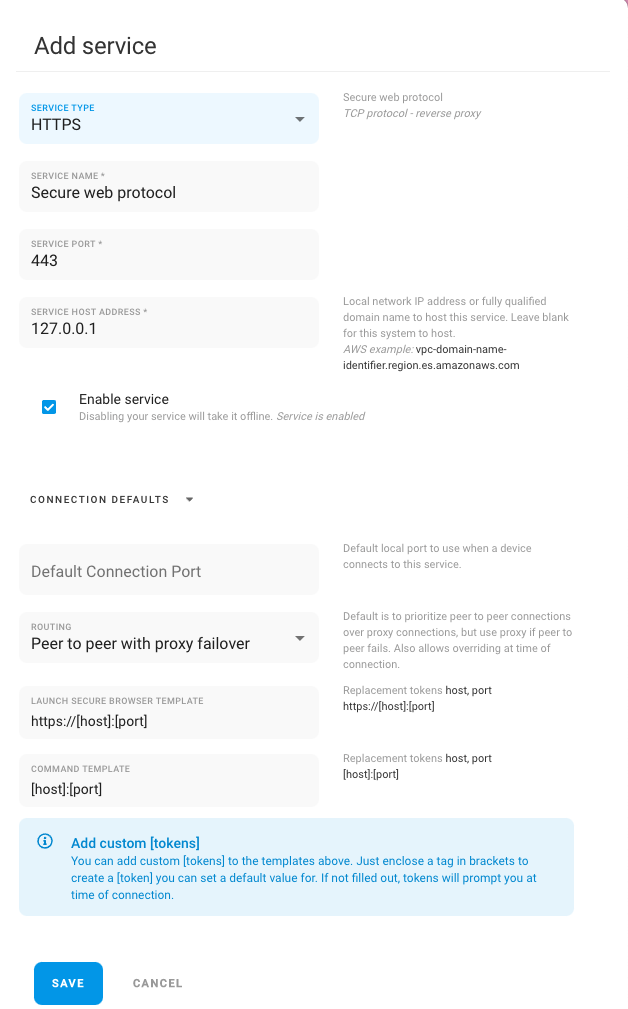 Add service
SERVICE TYPE
HTTPS
Secure web protocol
TCP protocol - reverse proxy
SERVICE NAME *
Secure web protocol
SERVICE PORT *
443
SERVICE HOST ADDRESS *
127.0.0.1
Local network IP address or fully qualified
domain name to host this service. Leave blank
for this system to host.
AWS example: vpc-domain-name-
identifier.region.es.amazonaws.com
Enable service
Disabling your service will take it offline. Service is enabled
CONNECTION DEFAULTS
Default Connection Port
Default local port to use when a device
connects to this service.
ROUTING
Peer to peer with proxy failover
Default is to prioritize peer to peer connections
over proxy connections, but use proxy if peer to
peer fails. Also allows overriding at time of
connection.
LAUNCH SECURE BROWSER TEMPLATE
https://[host]:[port]
Replacement tokens host, port
https://[host]:[port]
COMMAND TEMPLATE
[host]:[port]
Replacement tokens host, port
[host]:[port]
Add custom [tokens]
You can add custom [tokens] to the templates above. Just enclose a tag in brackets to
create a [token] you can set a default value for. If not filled out, tokens will prompt you at
time of connection.
SAVE
CANCEL